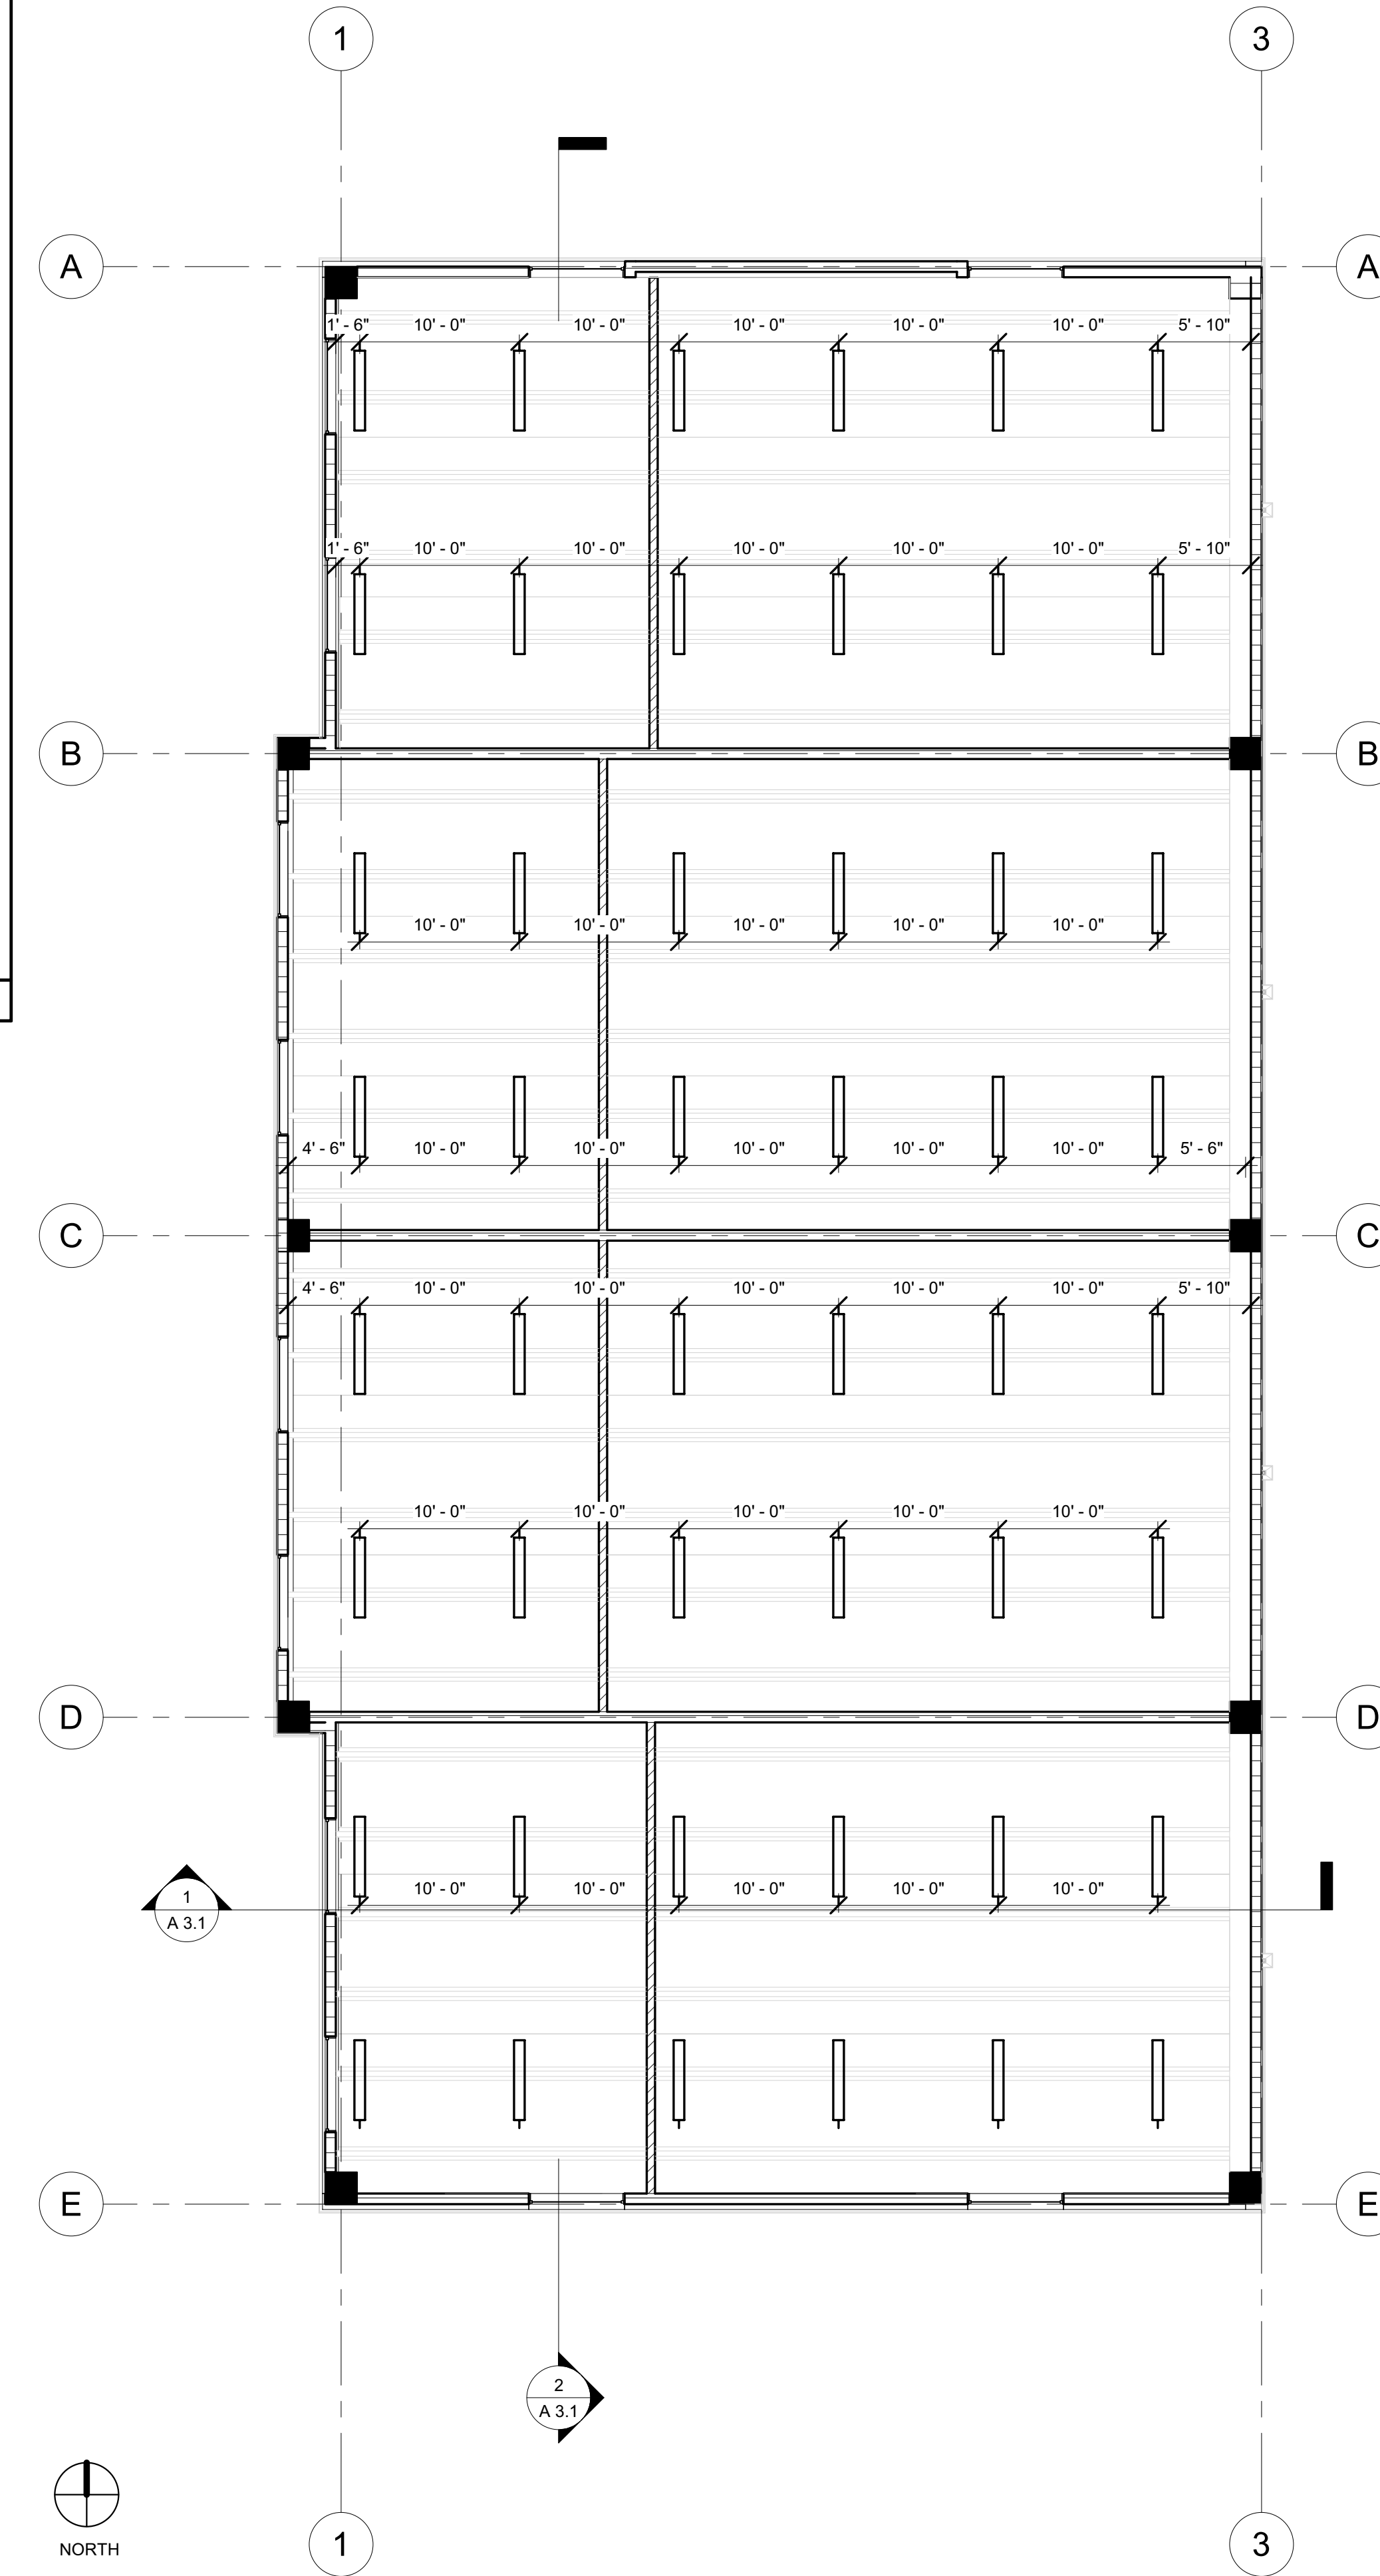 1 3
A A
1' - 6" 10' - 0" 10' - 0" 10' - 0" 10' - 0" 10' - 0" 5' - 10"
1' - 6" 10' - 0" 10' - 0" 10' - 0" 10' - 0" 10' - 0" 5' - 10"
B B
10' - 0" 10' - 0" 10' - 0" 10' - 0" 10' - 0"
4' - 6" 10' - 0" 10' - 0" 10' - 0" 10' - 0" 10' - 0" 5' - 6"
C C
4' - 6" 10' - 0" 10' - 0" 10' - 0" 10' - 0" 10' - 0" 5' - 10"
10' - 0" 10' - 0" 10' - 0" 10' - 0" 10' - 0"
D D
10' - 0" 10' - 0" 10' - 0" 10' - 0" 10' - 0"
1
A 3.1
E E
2
A 3.1
NORTH
1 3